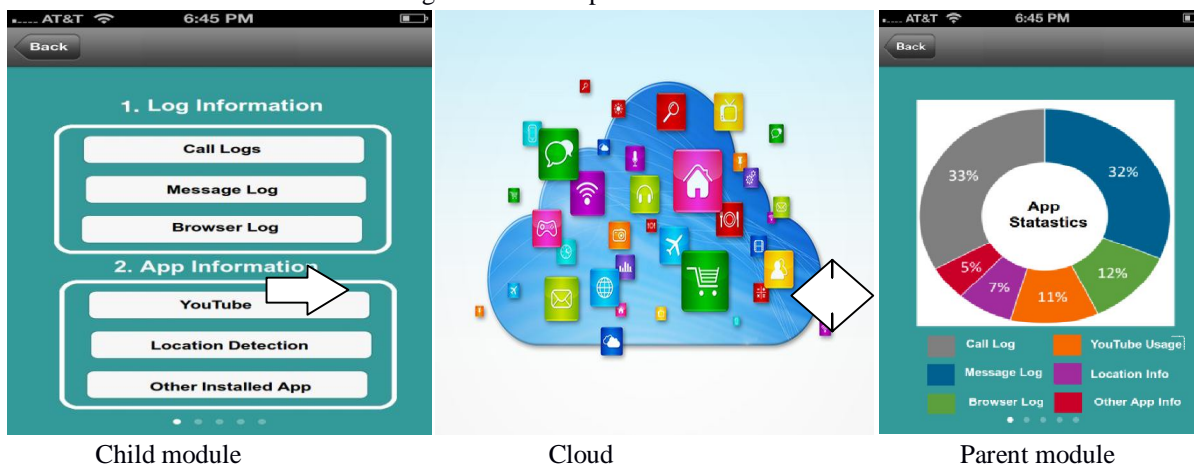 AT&T 6:45 PM
Back
1. Log Information
Call Logs
Message Log
Browser Log
2. App Information
YouTube
Location Detection
Other Installed App
AT&T 6:45 PM
Back
33%
32%
App
Statastics
5%
7%
11%
12%
Call Log
YouTube Usage
Message Log
Location Info
Browser Log
Other App Info
Child module
Cloud
Parent module